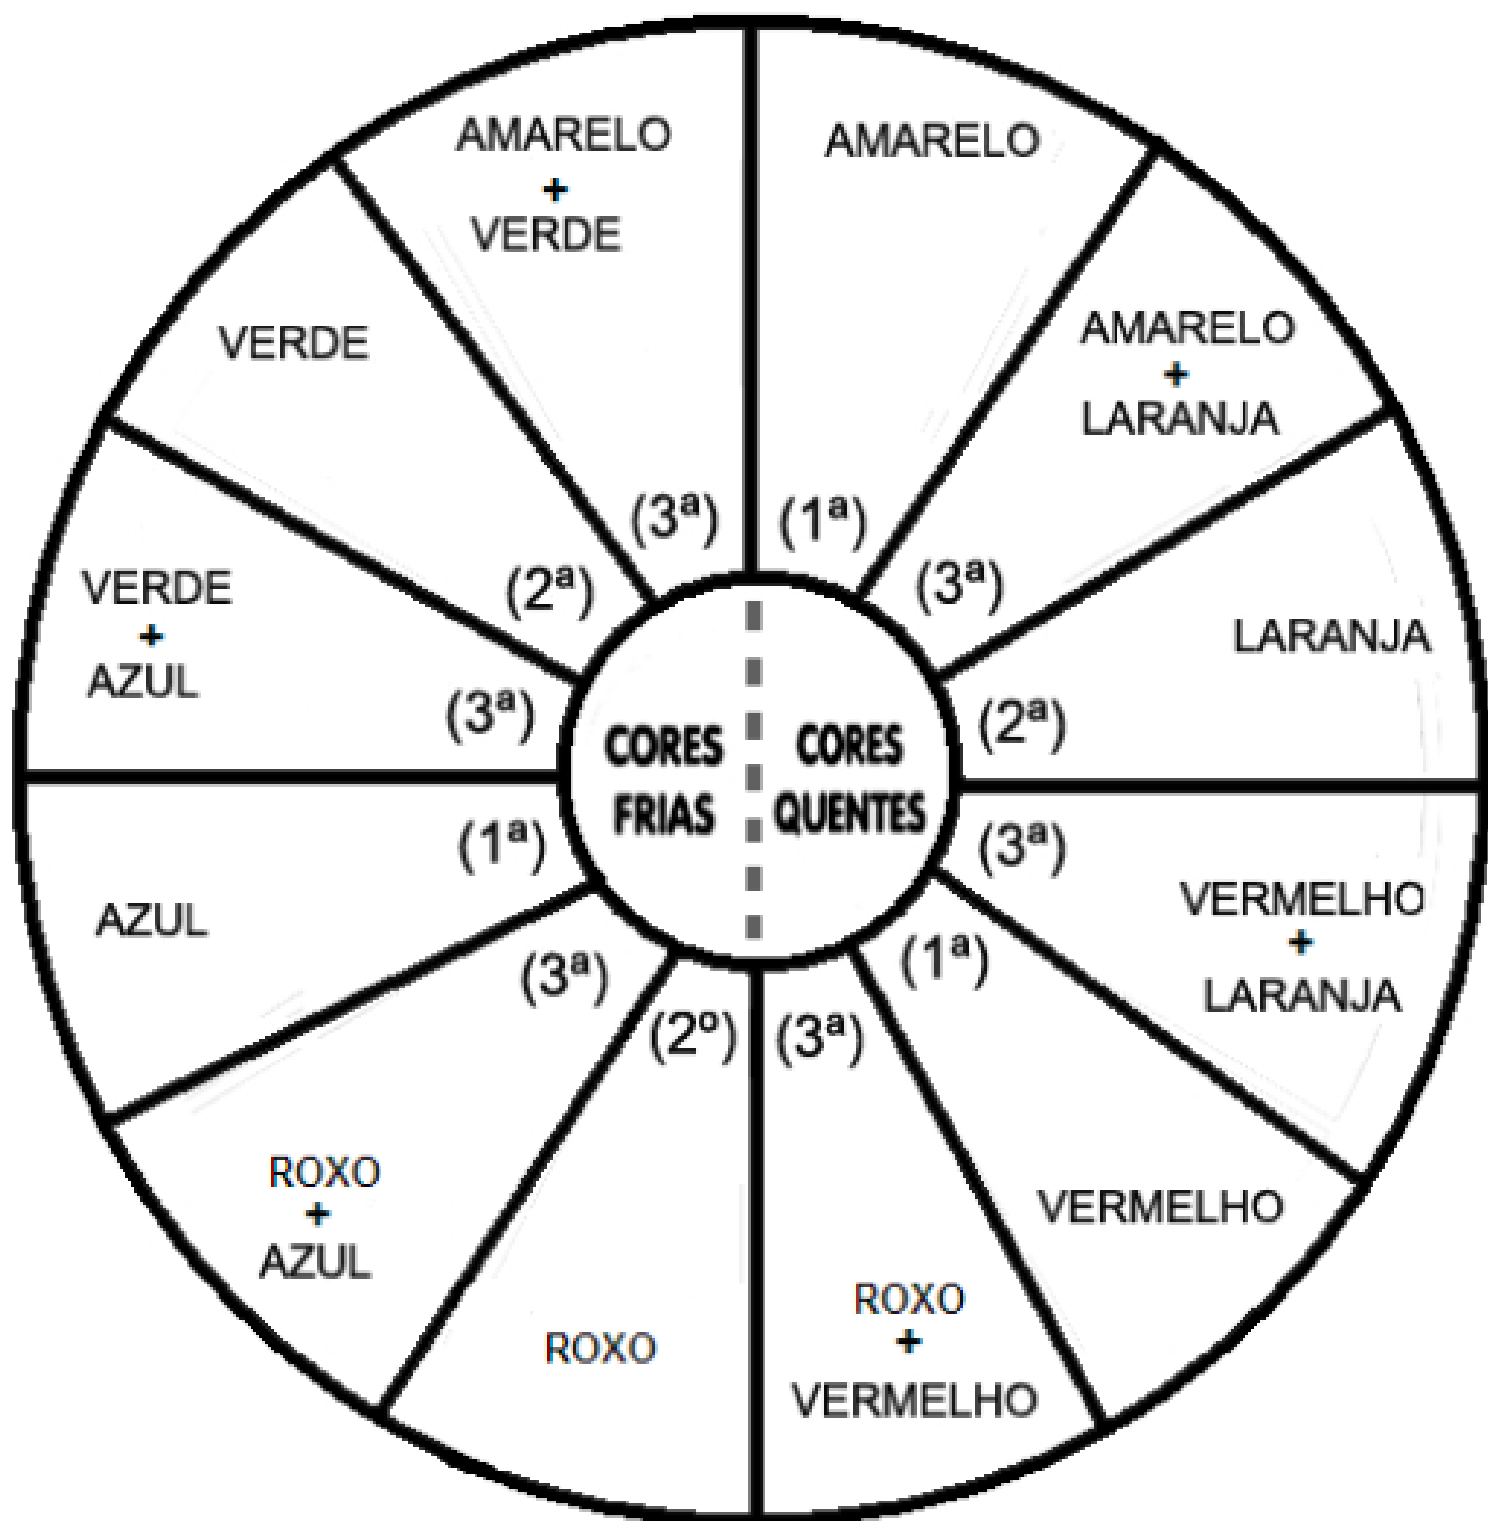 AMARELO
+
VERDE
(3ª)
AMARELO
(1ª)
AMARELO
+
LARANJA
(3ª)
LARANJA
(2ª)
VERMELHO
+
LARANJA
(3ª)
VERMELHO
(1ª)
ROXO
+
VERMELHO
(3ª)
ROXO
(2º)
ROXO
+
AZUL
(3ª)
AZUL
(1ª)
VERDE
+
AZUL
(3ª)
VERDE
(2ª)
CORES
FRIAS
CORES
QUENTES